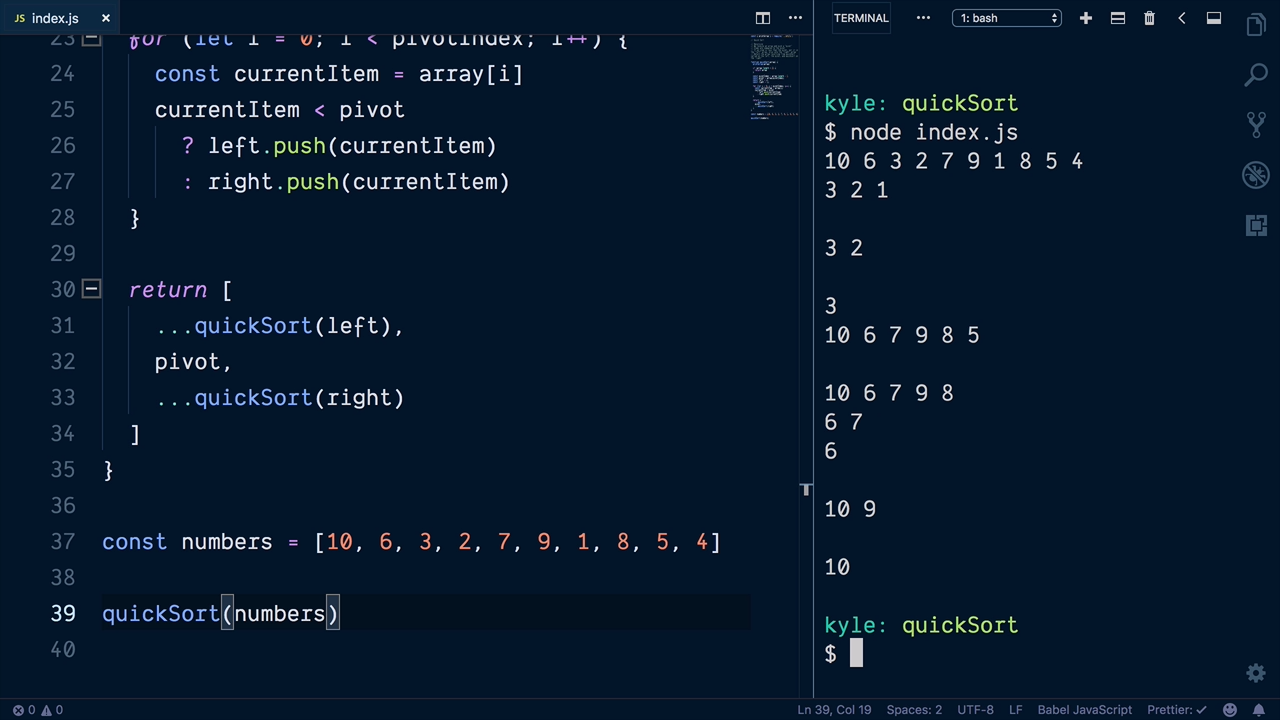 JS index.js ×
TERMINAL ··· 1: bash
23 for (let i = 0; i < pivotIndex; i++) {
24 const currentItem = array[i]
25 currentItem < pivot
26 ? left.push(currentItem)
27 : right.push(currentItem)
28 }
29
30 return [
31 ...quickSort(left),
32 pivot,
33 ...quickSort(right)
34 ]
35 }
36
37 const numbers = [10, 6, 3, 2, 7, 9, 1, 8, 5, 4]
38
39 quickSort(numbers)
40
kyle: quickSort
$ node index.js
10 6 3 2 7 9 1 8 5 4
3 2 1
3 2
3
10 6 7 9 8 5
10 6 7 9 8
6 7
6
10 9
10
kyle: quickSort
$
0 0 Ln 39, Col 19 Spaces: 2 UTF-8 LF Babel JavaScript Prettier: ✓